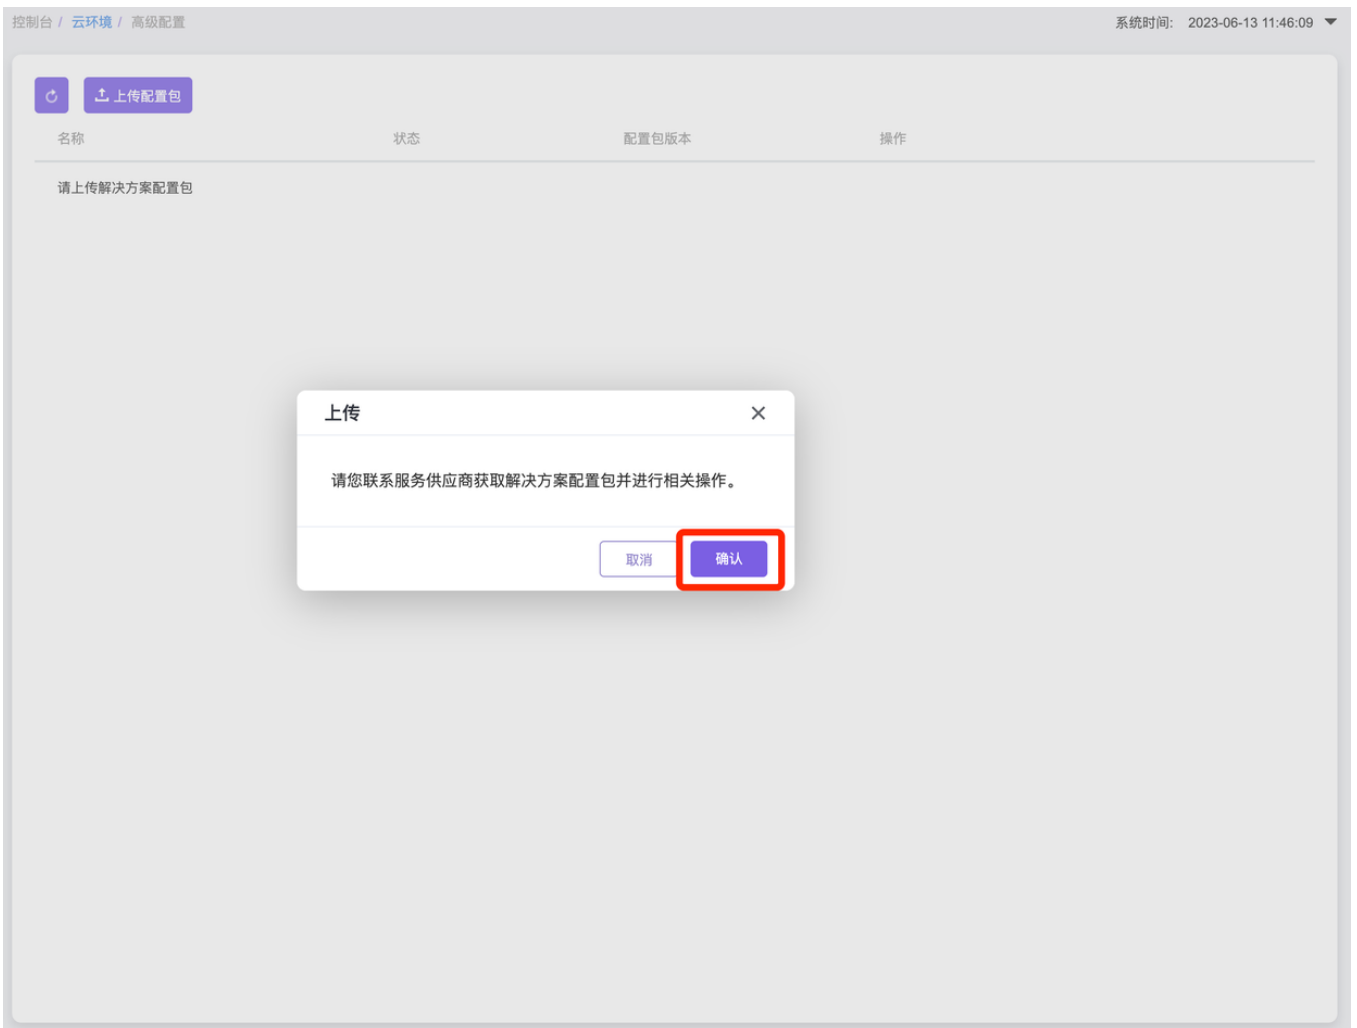 控制台 / 云环境 / 高级配置 系统时间: 2023-06-13 11:46:09
上传配置包
名称 状态 配置包版本 操作
请上传解决方案配置包
上传
请您联系服务供应商获取解决方案配置包并进行相关操作。
取消 确认